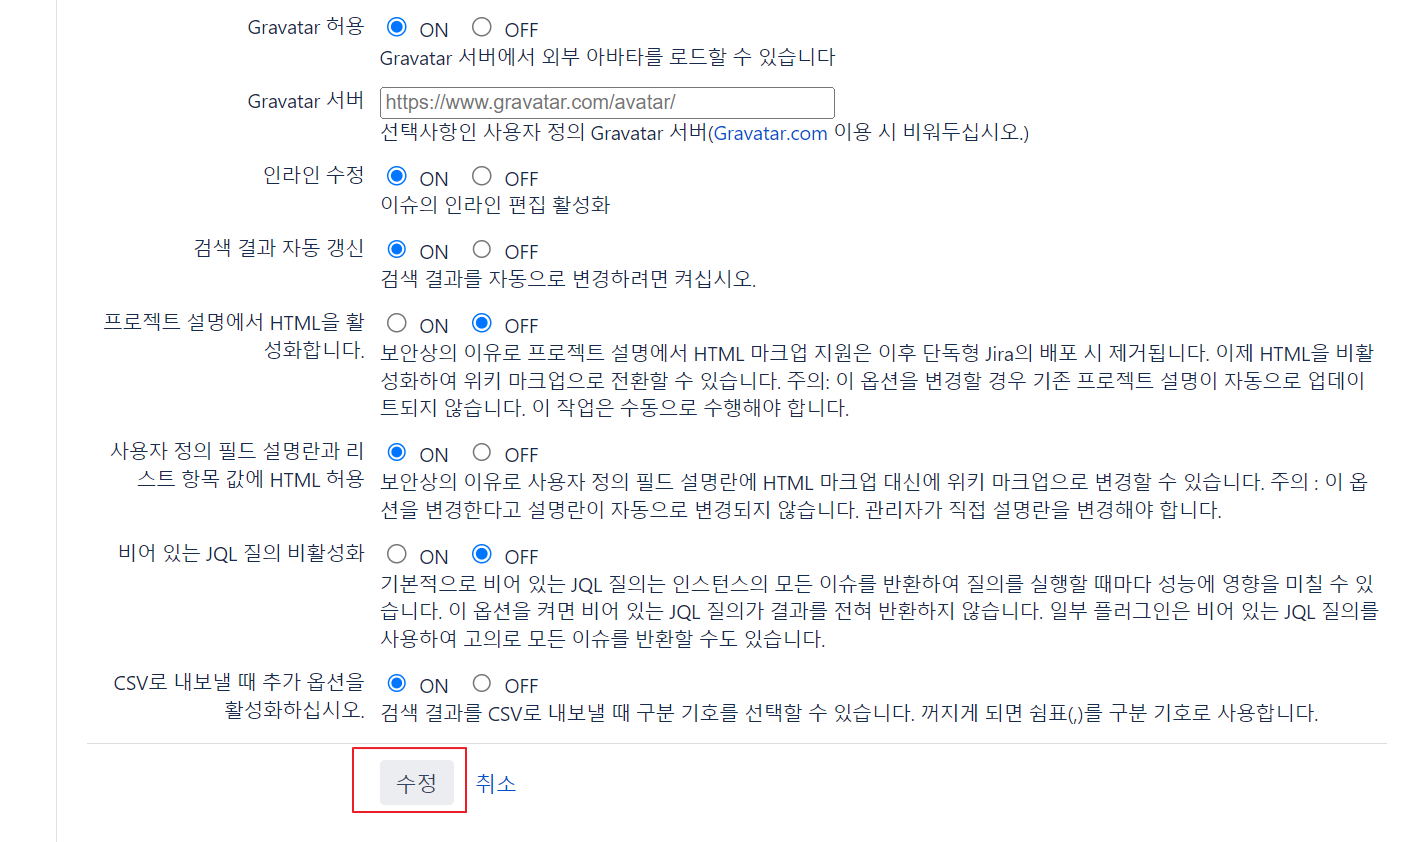 Gravatar 허용 ON OFF
Gravatar 서버에서 외부 아바타를 로드할 수 있습니다
Gravatar 서버 https://www.gravatar.com/avatar/
선택사항인 사용자 정의 Gravatar 서버(Gravatar.com 이용 시 비워두십시오.)
인라인 수정 ON OFF
이슈의 인라인 편집 활성화
검색 결과 자동 갱신 ON OFF
검색 결과를 자동으로 변경하려면 켜십시오.
프로젝트 설명에서 HTML을 활
성화합니다.
ON OFF
보안상의 이유로 프로젝트 설명에서 HTML 마크업 지원은 이후 단독형 Jira의 배포 시 제거됩니다. 이제 HTML을 비활
성화하여 위키 마크업으로 전환할 수 있습니다. 주의: 이 옵션을 변경할 경우 기존 프로젝트 설명이 자동으로 업데이
트되지 않습니다. 이 작업은 수동으로 수행해야 합니다.
사용자 정의 필드 설명란과 리
스트 항목 값에 HTML 허용
ON OFF
보안상의 이유로 사용자 정의 필드 설명란에 HTML 마크업 대신에 위키 마크업으로 변경할 수 있습니다. 주의 : 이 옵
션을 변경한다고 설명란이 자동으로 변경되지 않습니다. 관리자가 직접 설명란을 변경해야 합니다.
비어 있는 JQL 질의 비활성화 ON OFF
기본적으로 비어 있는 JQL 질의는 인스턴스의 모든 이슈를 반환하여 질의를 실행할 때마다 성능에 영향을 미칠 수 있
습니다. 이 옵션을 켜면 비어 있는 JQL 질의가 결과를 전혀 반환하지 않습니다. 일부 플러그인은 비어 있는 JQL 질의를
사용하여 고의로 모든 이슈를 반환할 수도 있습니다.
CSV로 내보낼 때 추가 옵션을
활성화하십시오.
ON OFF
검색 결과를 CSV로 내보낼 때 구분 기호를 선택할 수 있습니다. 꺼지게 되면 쉼표(,)를 구분 기호로 사용합니다.
수정 취소